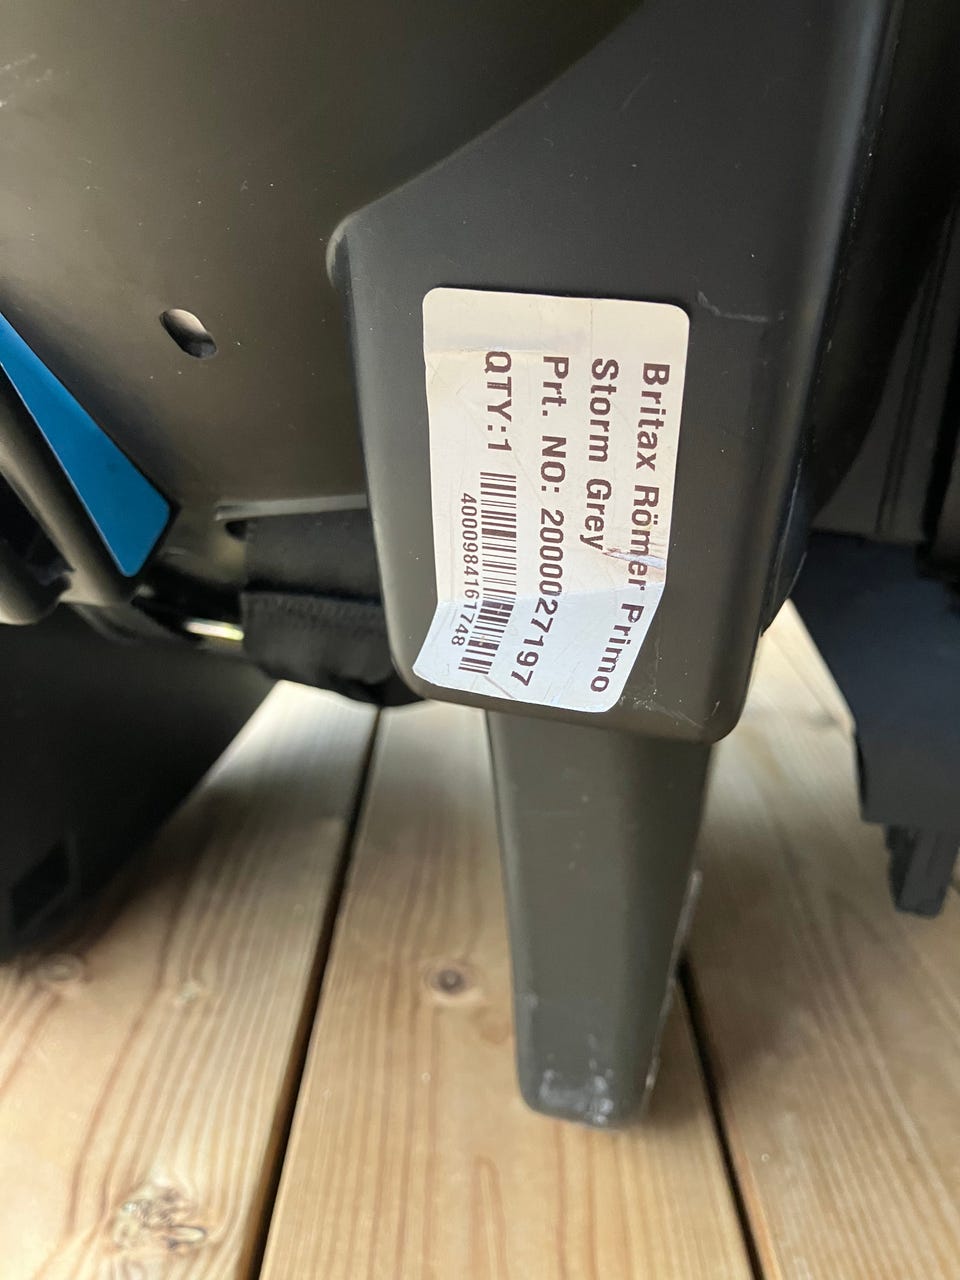 Britax Römer Primo
Storm Grey
Prt. NO: 2000027197
QTY:1
4000984161748